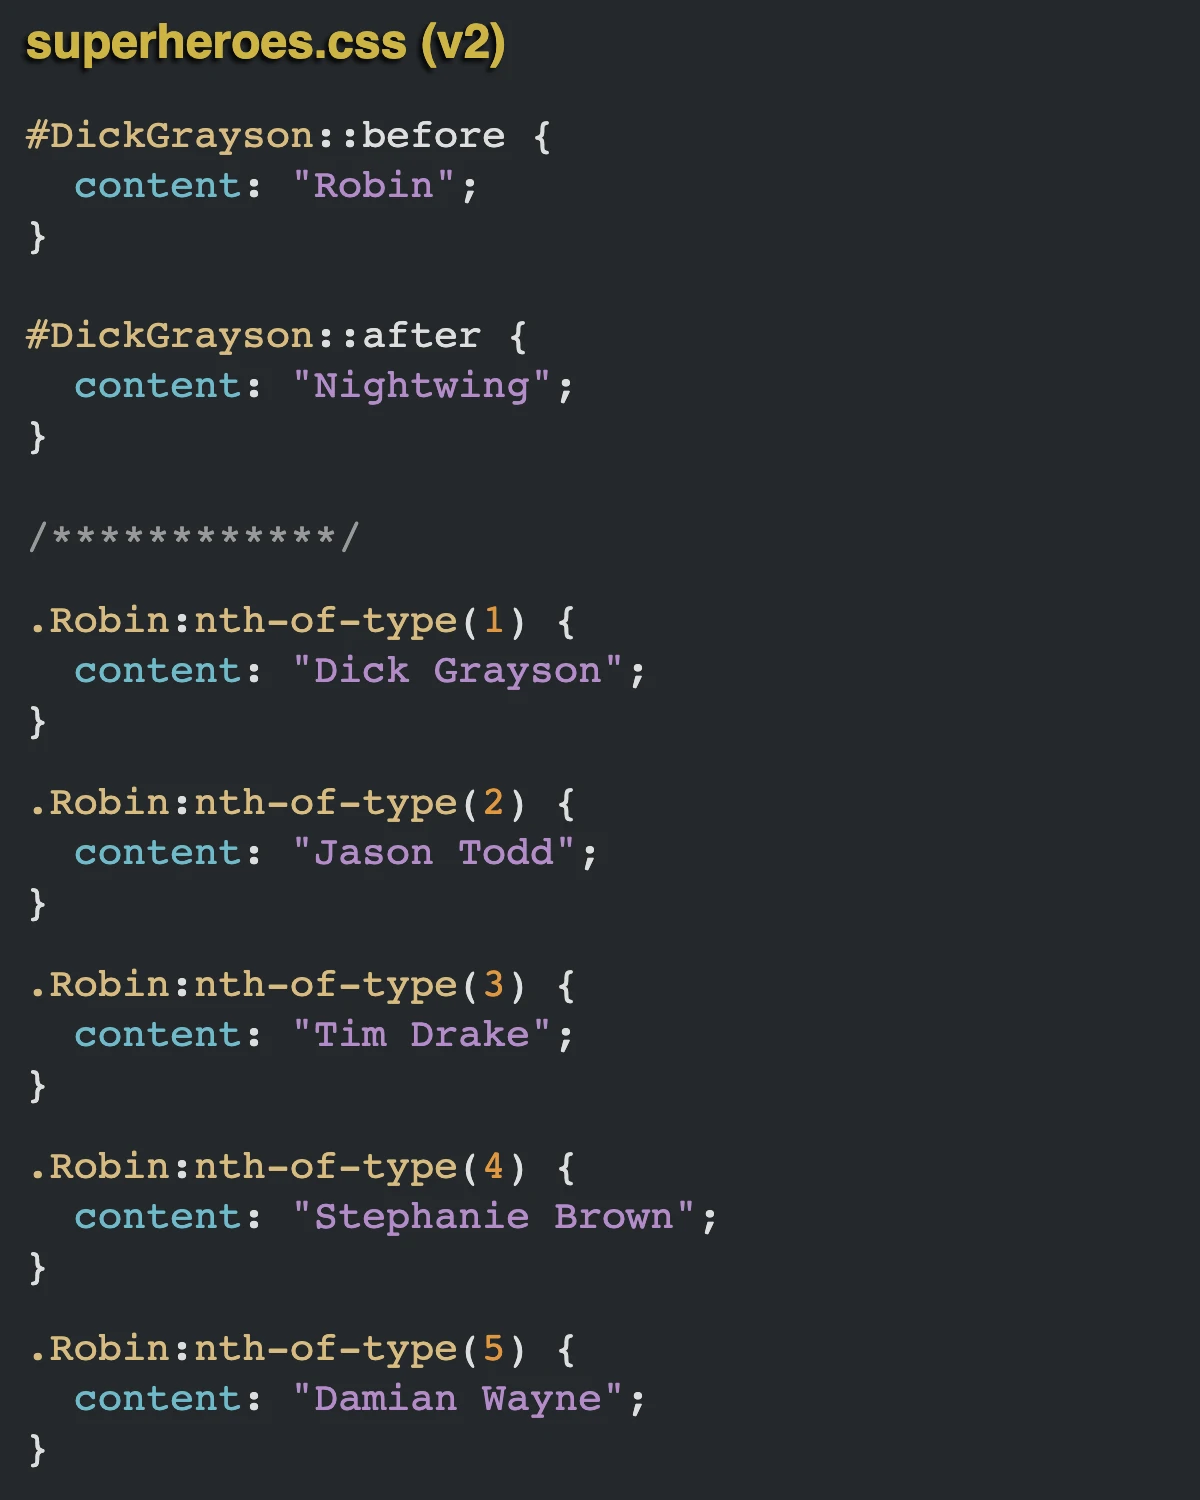 superheroes.css (v2)
#DickGrayson::before {
  content: "Robin";
}
#DickGrayson::after {
  content: "Nightwing";
}
/************/
.Robin:nth-of-type(1) {
  content: "Dick Grayson";
}
.Robin:nth-of-type(2) {
  content: "Jason Todd";
}
.Robin:nth-of-type(3) {
  content: "Tim Drake";
}
.Robin:nth-of-type(4) {
  content: "Stephanie Brown";
}
.Robin:nth-of-type(5) {
  content: "Damian Wayne";
}